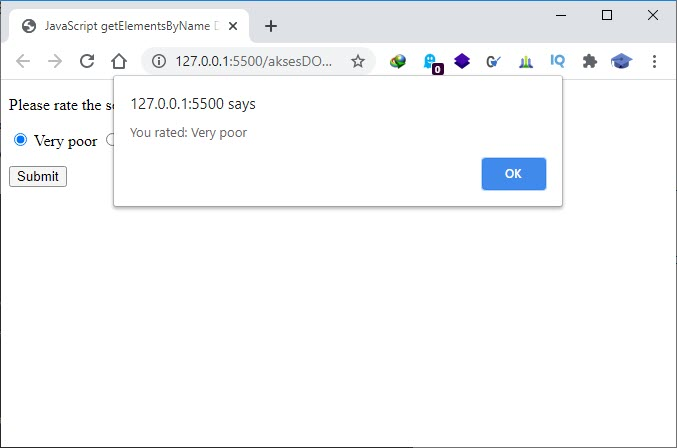 JavaScript getElementsByName D
127.0.0.1:5500/aksesDO...
0
G
IQ
Please rate the se
127.0.0.1:5500 says
You rated: Very poor
Very poor
OK
Submit